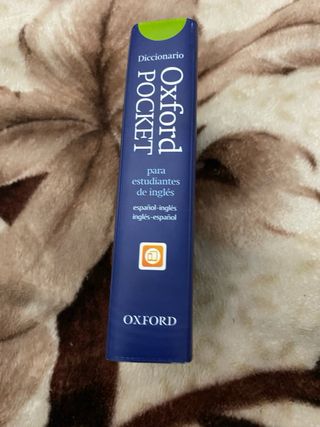 Diccionario
Oxford
POCKET
para
estudiantes
de inglés
español-inglés
inglés-español
OXFORD